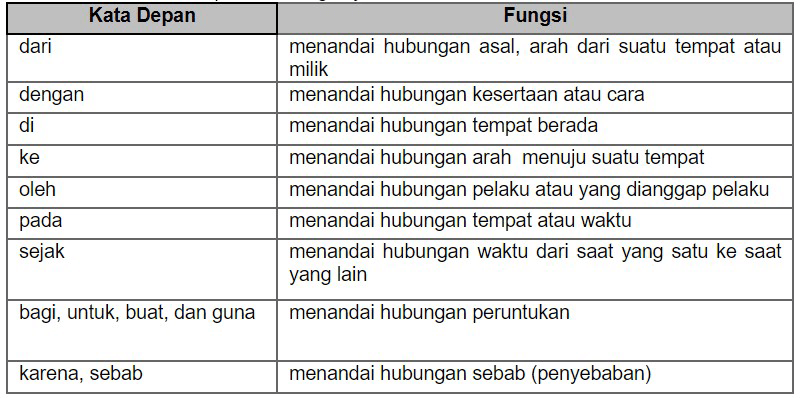 Kata Depan Fungsi
dari menandai hubungan asal, arah dari suatu tempat atau
milik
dengan menandai hubungan kesertaan atau cara
di menandai hubungan tempat berada
ke menandai hubungan arah menuju suatu tempat
oleh menandai hubungan pelaku atau yang dianggap pelaku
pada menandai hubungan tempat atau waktu
sejak menandai hubungan waktu dari saat yang satu ke saat
yang lain
bagi, untuk, buat, dan guna menandai hubungan peruntukan
karena, sebab menandai hubungan sebab (penyebaban)